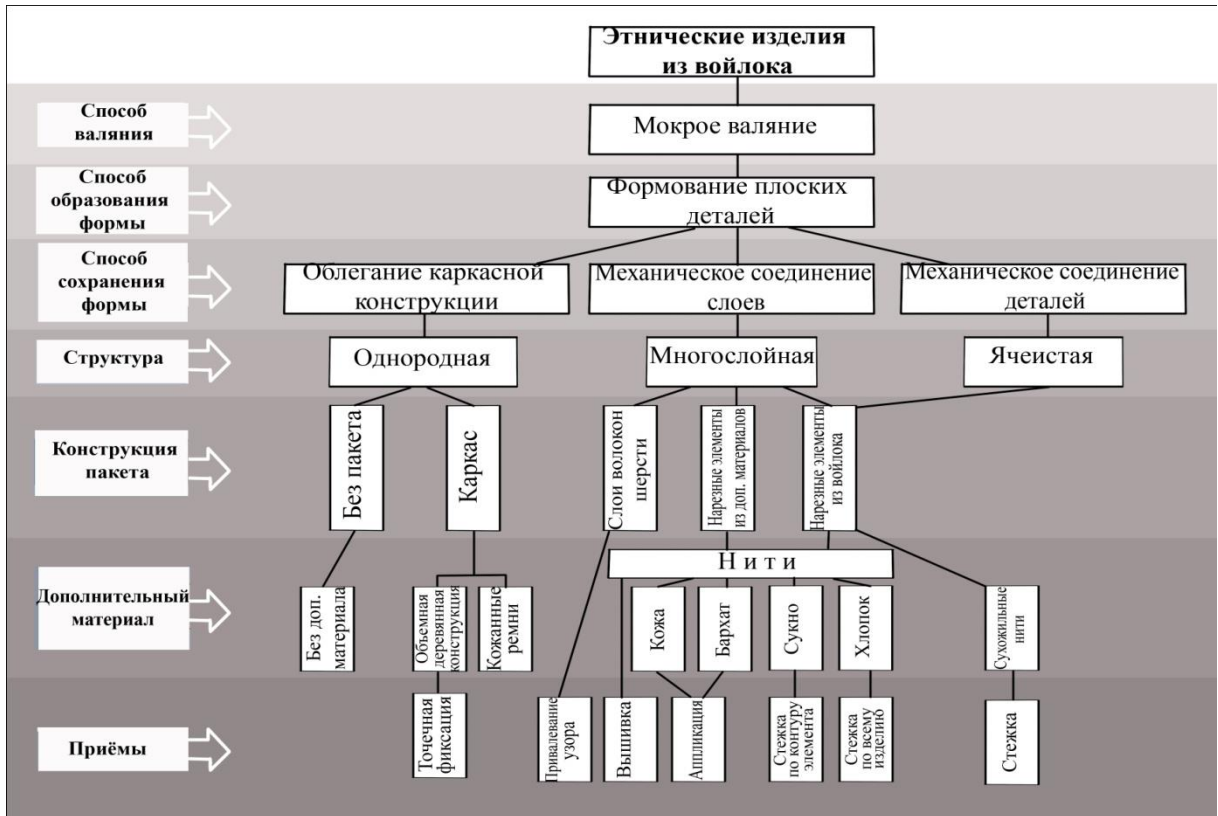 Этнические изделия
из войлока
Способ
валяния
Мокрое валяние
Способ
образования
формы
Формование плоских
деталей
Способ
сохранения
формы
Облегание каркасной
конструкции
Механическое соединение
слоев
Механическое соединение
деталей
Структура
Однородная
Многослойная
Ячеистая
Конструкция
пакета
Без пакета
Каркас
Слои волокон
шерсти
Нарезные элементы
из доп. материалов
Нарезные элементы
из войлока
Дополнительный
материал
Нити
Без доп.
материала
Объемная
деревянная
конструкция
Кожанные
ремни
Кожа
Бархат
Сукно
Хлопок
Сухожильные
нити
Приёмы
Точечная
фиксация
Привалевание
узора
Вышивка
Аппликация
Стежка
по контуру
элемента
Стежка
по всему
изделию
Стежка